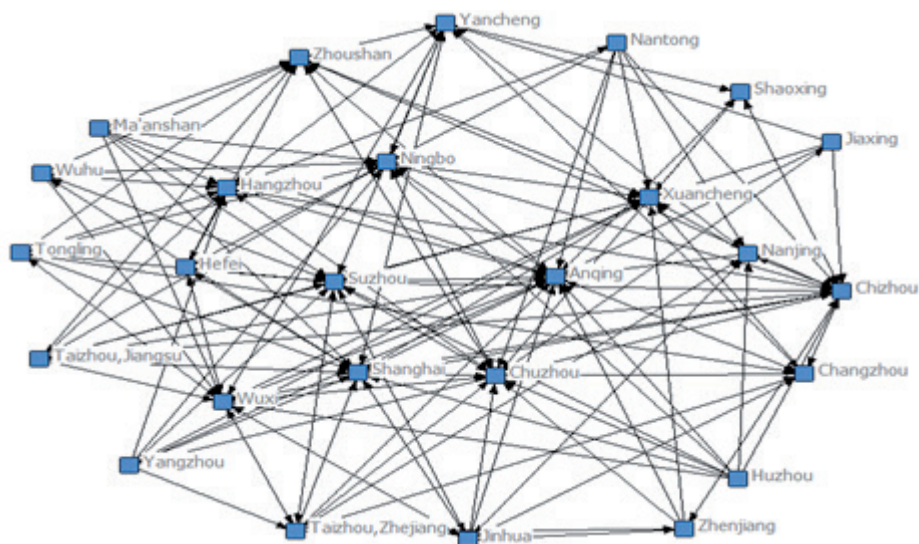 Yancheng
Nantong
Zhoushan
Shaoxing
Ma'anshan
Jiaxing
Ningbo
Wuhu
Hangzhou
Xuancheng
Tongling
Nanjing
Hefei
Anqing
Suzhou
Chizhou
Taizhou,Jiangsu
Shanghai
Chuzhou
Changzhou
Wuxi
Yangzhou
Huzhou
Taizhou,Zhejiang
Zhenjiang
Jinhua